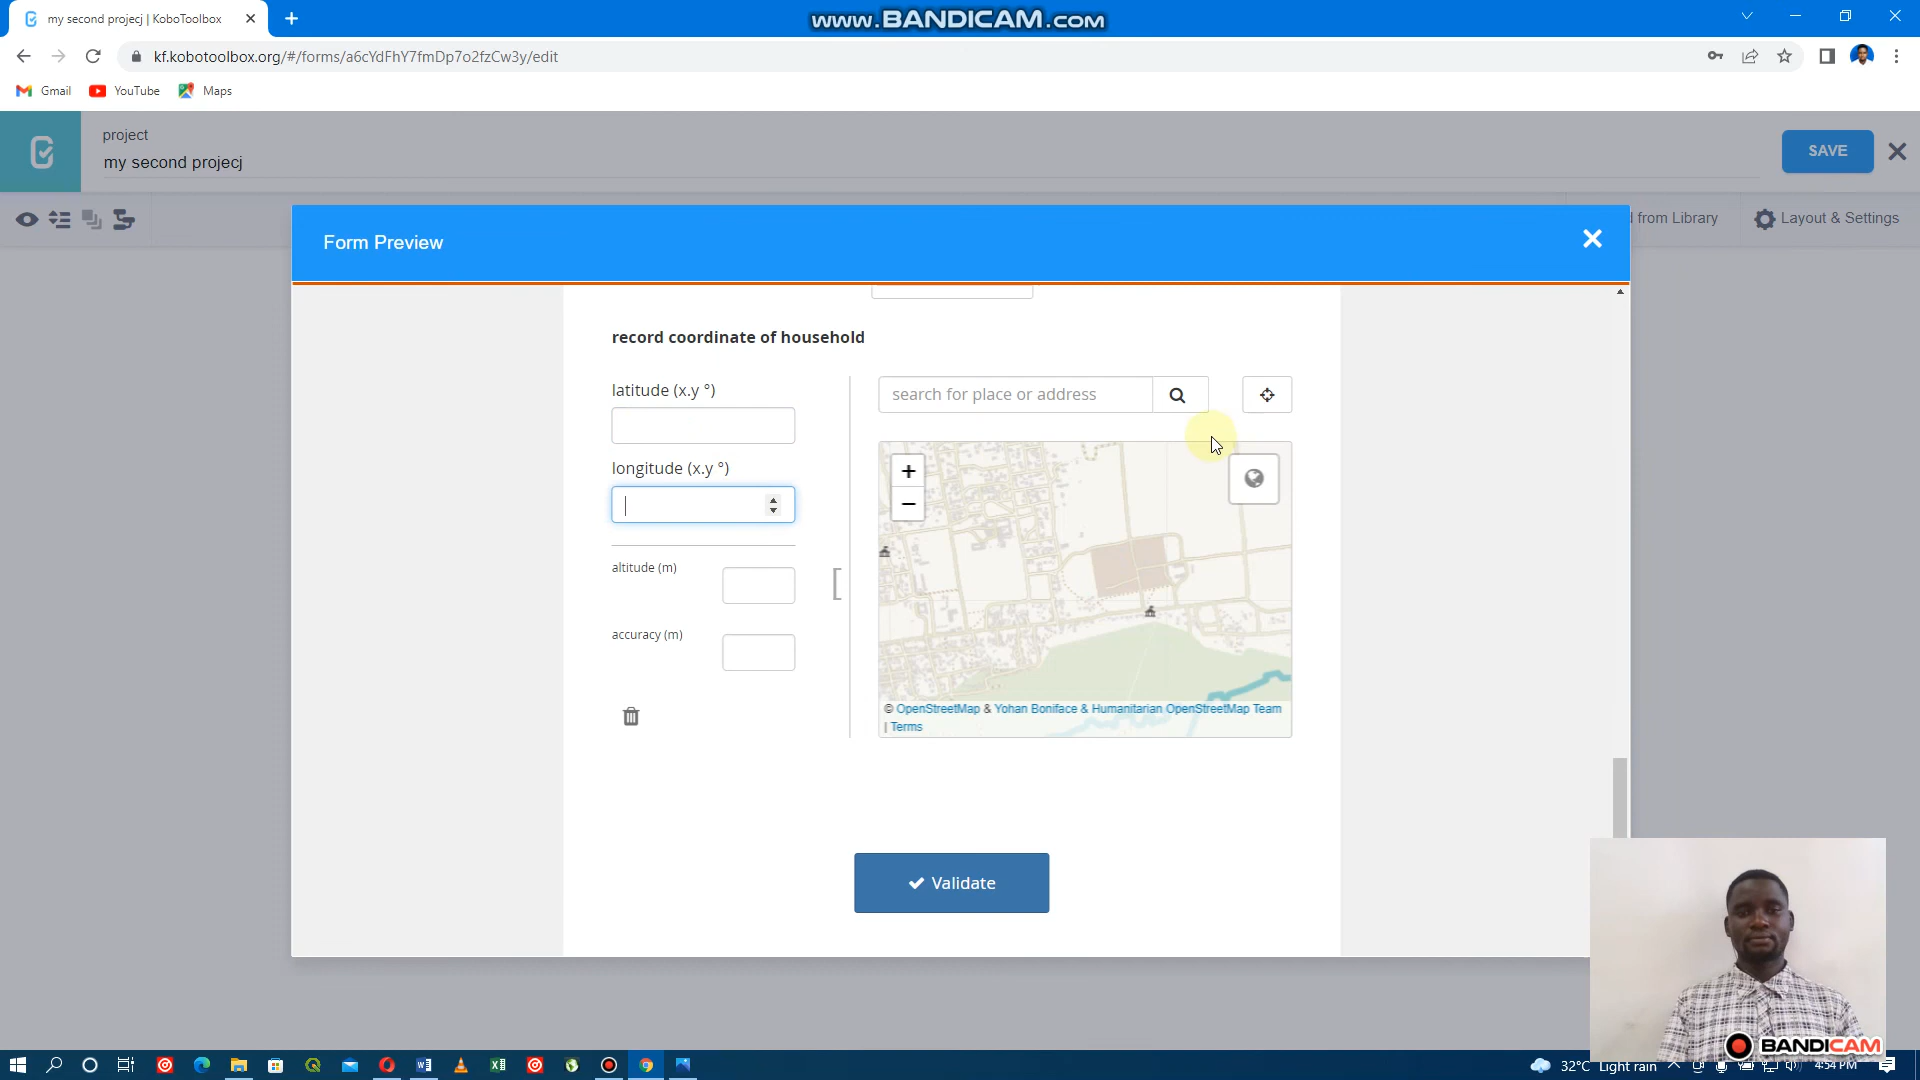 my second projecj | KoboToolbox
www.BANDICAM.com
kf.kobotoolbox.org/#/forms/a6cYdFhY7fmDp7o2fzCw3y/edit
Gmail
YouTube
Maps
project
my second projecj
SAVE
from Library
Layout & Settings
Form Preview
record coordinate of household
latitude (x.y °)
search for place or address
longitude (x.y °)
+
−
altitude (m)
accuracy (m)
© OpenStreetMap & Yohan Boniface & Humanitarian OpenStreetMap Team
| Terms
Validate
BANDICAM
32°C Light rain
4:54 PM